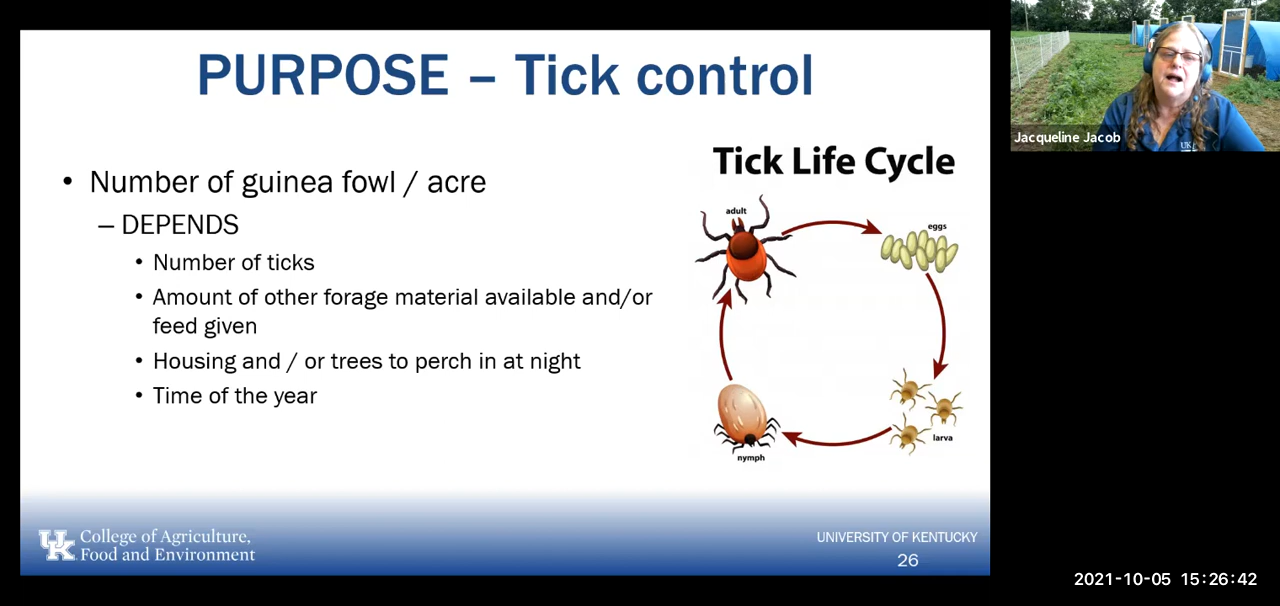 PURPOSE – Tick control
• Number of guinea fowl / acre
– DEPENDS
• Number of ticks
• Amount of other forage material available and/or
feed given
• Housing and / or trees to perch in at night
• Time of the year
Tick Life Cycle
adult
eggs
larva
nymph
UK College of Agriculture,
Food and Environment
UNIVERSITY OF KENTUCKY
26
Jacqueline Jacob
UK
2021-10-05 15:26:42